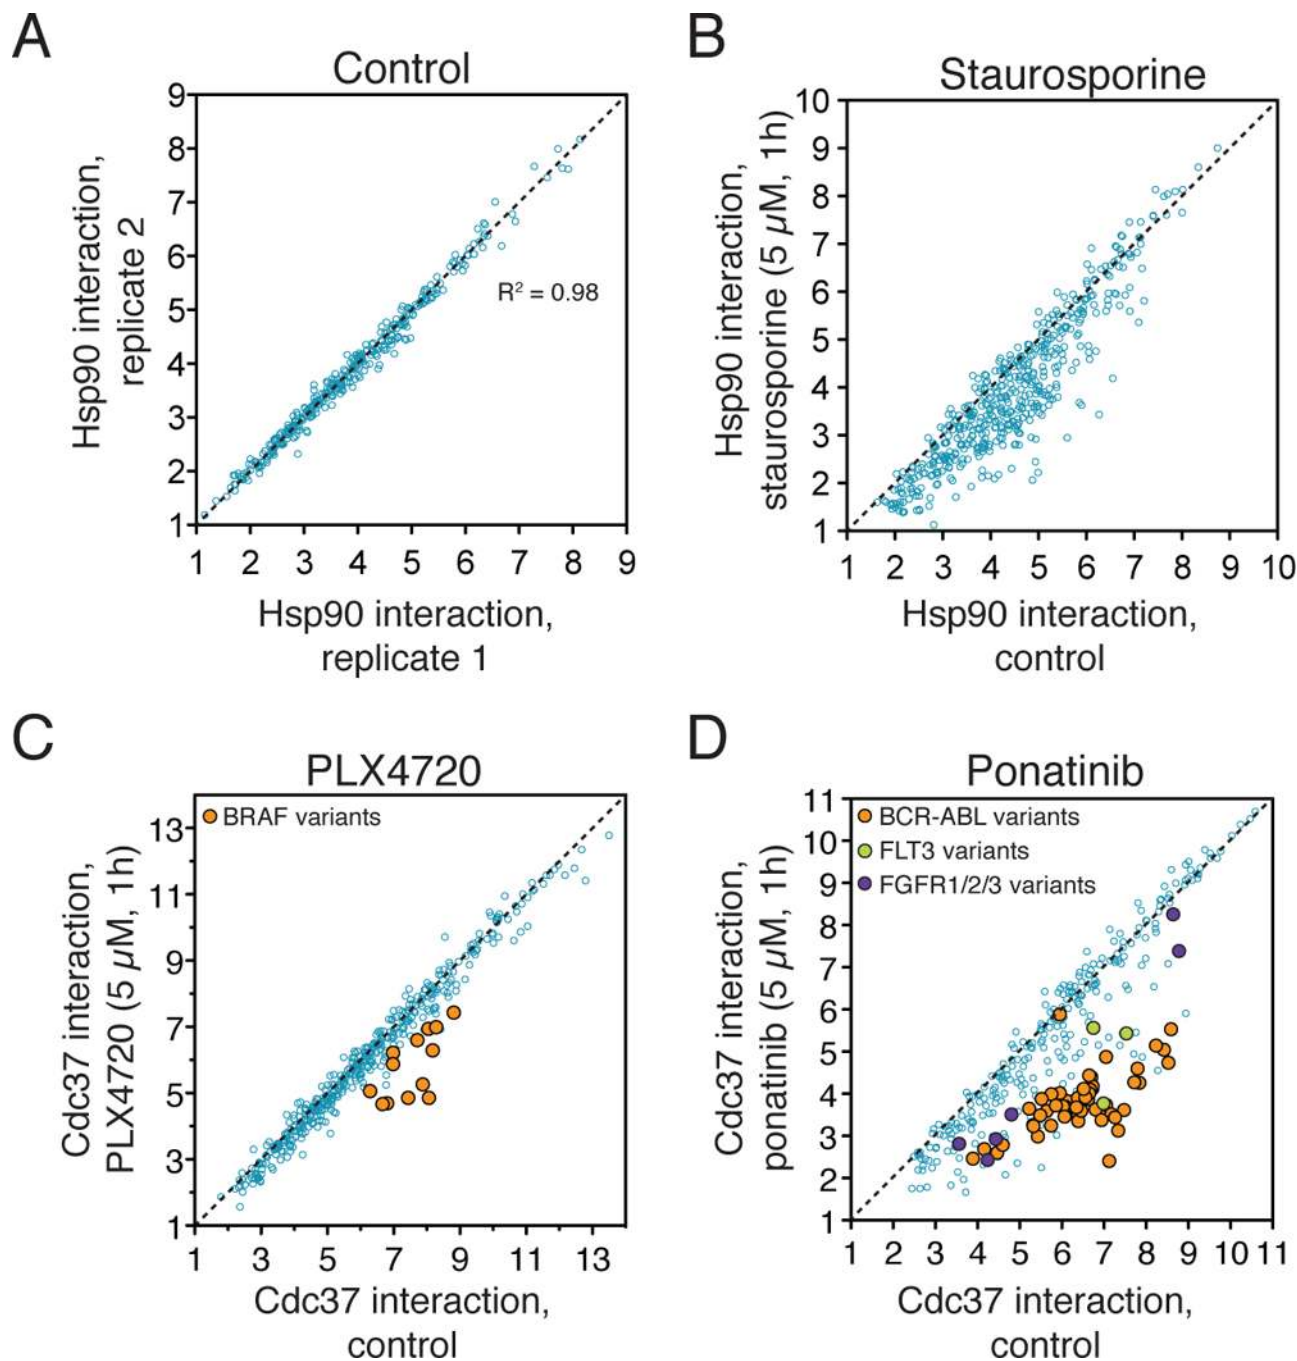 A
Control
Hsp90 interaction,
replicate 2
9
8
7
6
5
4
3
2
1
R² = 0.98
1 2 3 4 5 6 7 8 9
Hsp90 interaction,
replicate 1
B
Staurosporine
Hsp90 interaction,
staurosporine (5 µM, 1h)
10
9
8
7
6
5
4
3
2
1
1 2 3 4 5 6 7 8 9 10
Hsp90 interaction,
control
C
PLX4720
Cdc37 interaction,
PLX4720 (5 µM, 1h)
BRAF variants
13
11
9
7
5
3
1
1 3 5 7 9 11 13
Cdc37 interaction,
control
D
Ponatinib
Cdc37 interaction,
ponatinib (5 µM, 1h)
BCR-ABL variants
FLT3 variants
FGFR1/2/3 variants
11
10
9
8
7
6
5
4
3
2
1
1 2 3 4 5 6 7 8 9 10 11
Cdc37 interaction,
control